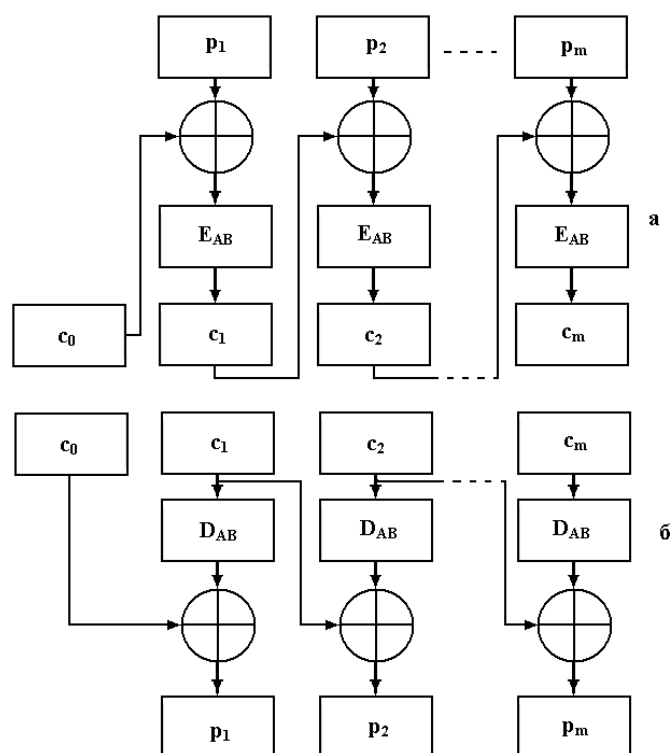 p₁ p₂ pₘ
E_AB E_AB E_AB а
c₀ c₁ c₂ cₘ
c₀ c₁ c₂ cₘ
D_AB D_AB D_AB б
p₁ p₂ pₘ